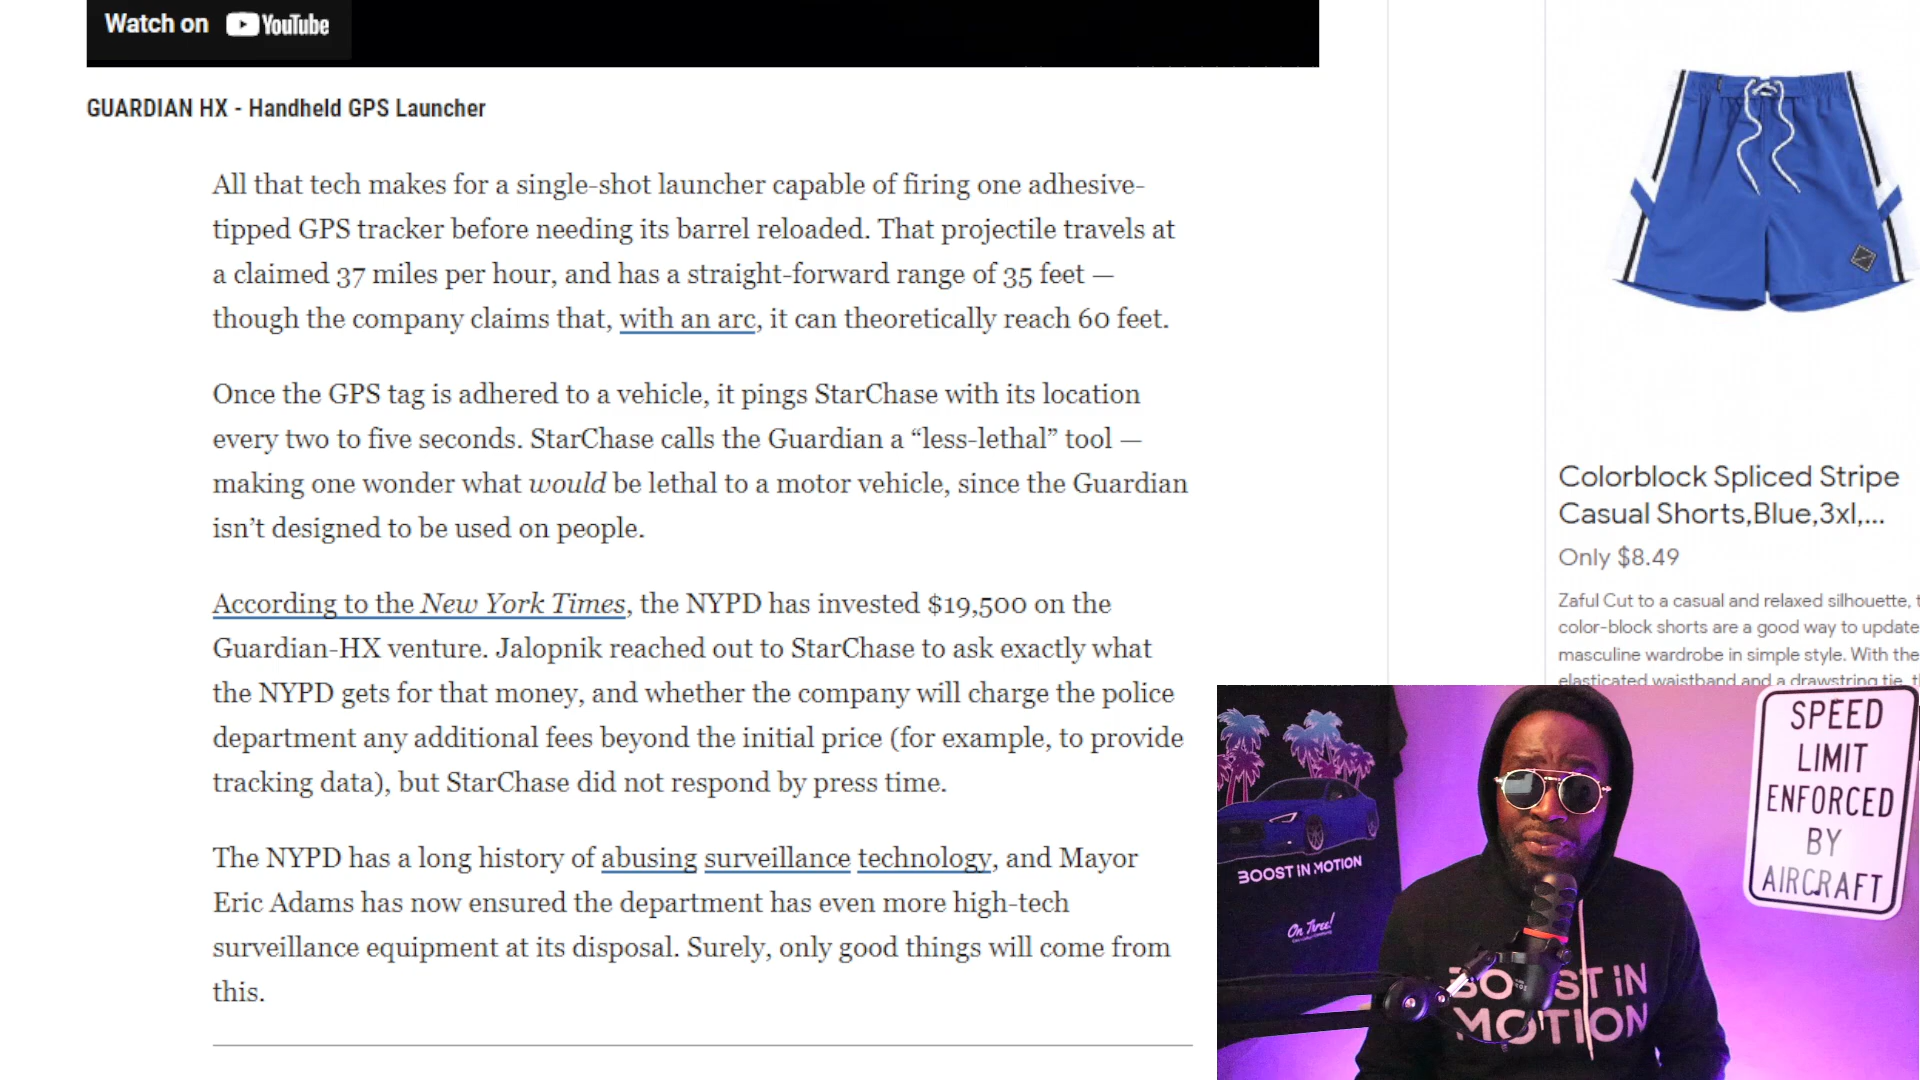 Watch on YouTube
GUARDIAN HX - Handheld GPS Launcher
All that tech makes for a single-shot launcher capable of firing one adhesive-
tipped GPS tracker before needing its barrel reloaded. That projectile travels at
a claimed 37 miles per hour, and has a straight-forward range of 35 feet —
though the company claims that, with an arc, it can theoretically reach 60 feet.
Once the GPS tag is adhered to a vehicle, it pings StarChase with its location
every two to five seconds. StarChase calls the Guardian a “less-lethal” tool —
making one wonder what would be lethal to a motor vehicle, since the Guardian
isn’t designed to be used on people.
According to the New York Times, the NYPD has invested $19,500 on the
Guardian-HX venture. Jalopnik reached out to StarChase to ask exactly what
the NYPD gets for that money, and whether the company will charge the police
department any additional fees beyond the initial price (for example, to provide
tracking data), but StarChase did not respond by press time.
The NYPD has a long history of abusing surveillance technology, and Mayor
Eric Adams has now ensured the department has even more high-tech
surveillance equipment at its disposal. Surely, only good things will come from
this.
Colorblock Spliced Stripe
Casual Shorts,Blue,3xl,...
Only $8.49
Zaful Cut to a casual and relaxed silhouette,
color-block shorts are a good way to update
masculine wardrobe in simple style. With the
elasticated waistband and a drawstring tie,
SPEED
LIMIT
ENFORCED
BY
AIRCRAFT
BOOST IN MOTION
On Three!
BOOST IN
MOTION